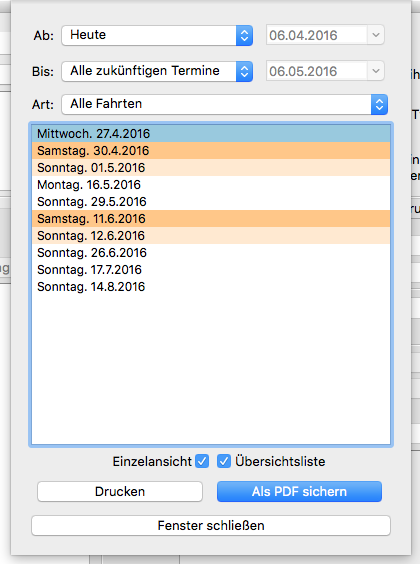 Ab: Heute 06.04.2016
Bis: Alle zukünftigen Termine 06.05.2016
Art: Alle Fahrten
Mittwoch. 27.4.2016
Samstag. 30.4.2016
Sonntag. 01.5.2016
Montag. 16.5.2016
Sonntag. 29.5.2016
Samstag. 11.6.2016
Sonntag. 12.6.2016
Sonntag. 26.6.2016
Sonntag. 17.7.2016
Sonntag. 14.8.2016
Einzelansicht Übersichtsliste
Drucken Als PDF sichern
Fenster schließen